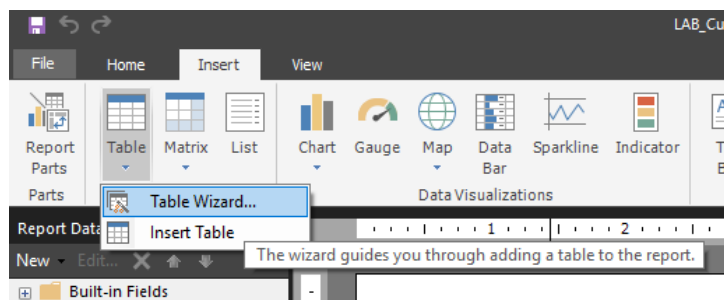 LAB_Cu
File Home Insert View
Report Parts Table Matrix List Chart Gauge Map Data Bar Sparkline Indicator
Parts Data Visualizations
Table Wizard...
Insert Table
Report Data
1 2
The wizard guides you through adding a table to the report.
New Edit...
Built-in Fields